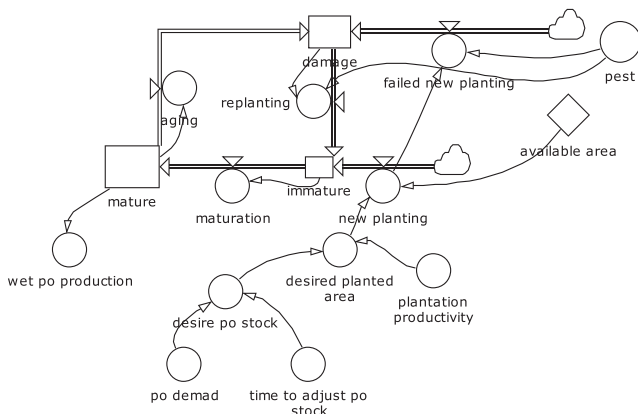 damage
failed new planting
pest
replanting
aging
available area
mature
maturation
immature
new planting
wet po production
desired planted
area
plantation
productivity
desire po stock
po demad
time to adjust po
stock